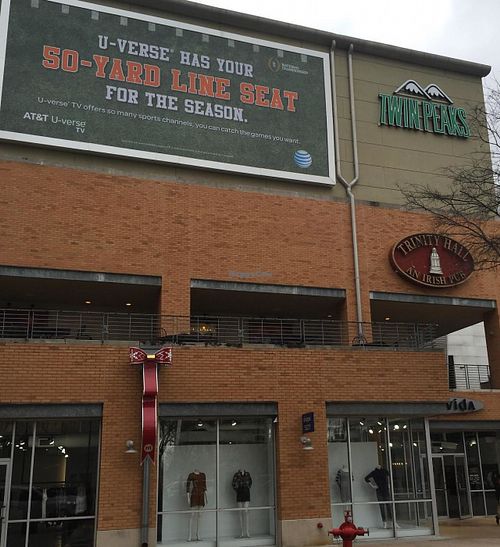 U-VERSE® HAS YOUR
50-YARD LINE SEAT
FOR THE SEASON.
U-verse® TV offers so many sports channels, you can catch the games you want.
AT&T U-verse
TV
TWIN PEAKS
TRINITY HALL
AN IRISH PUB
vida